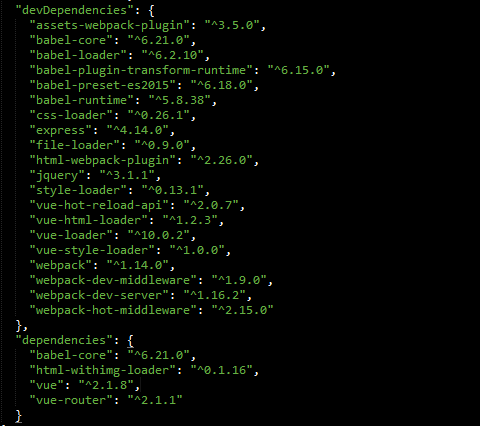 "devDependencies": {
"assets-webpack-plugin": "^3.5.0",
"babel-core": "^6.21.0",
"babel-loader": "^6.2.10",
"babel-plugin-transform-runtime": "^6.15.0",
"babel-preset-es2015": "^6.18.0",
"babel-runtime": "^5.8.38",
"css-loader": "^0.26.1",
"express": "^4.14.0",
"file-loader": "^0.9.0",
"html-webpack-plugin": "^2.26.0",
"jquery": "^3.1.1",
"style-loader": "^0.13.1",
"vue-hot-reload-api": "^2.0.7",
"vue-html-loader": "^1.2.3",
"vue-loader": "^10.0.2",
"vue-style-loader": "^1.0.0",
"webpack": "^1.14.0",
"webpack-dev-middleware": "^1.9.0",
"webpack-dev-server": "^1.16.2",
"webpack-hot-middleware": "^2.15.0"
},
"dependencies": {
"babel-core": "^6.21.0",
"html-withimg-loader": "^0.1.16",
"vue": "^2.1.8",
"vue-router": "^2.1.1"
}